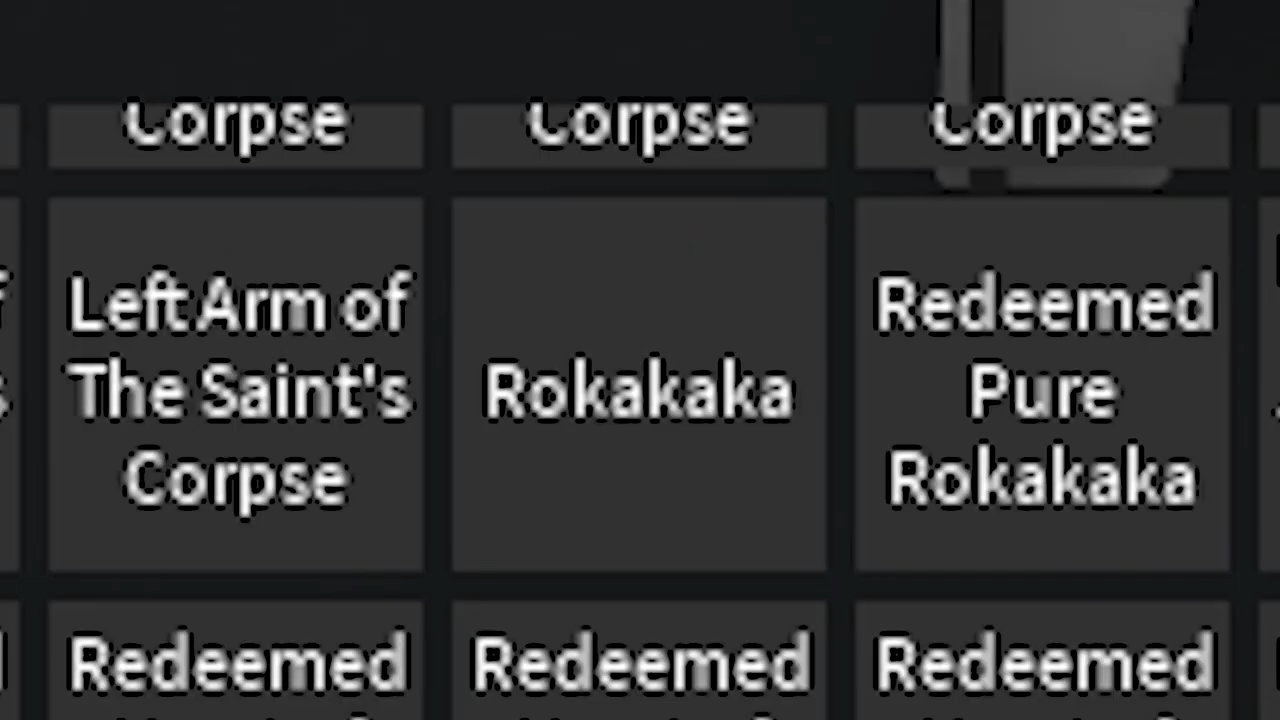 Corpse Corpse Corpse
Left Arm of
The Saint's
Corpse
Rokakaka
Redeemed
Pure
Rokakaka
Redeemed Redeemed Redeemed